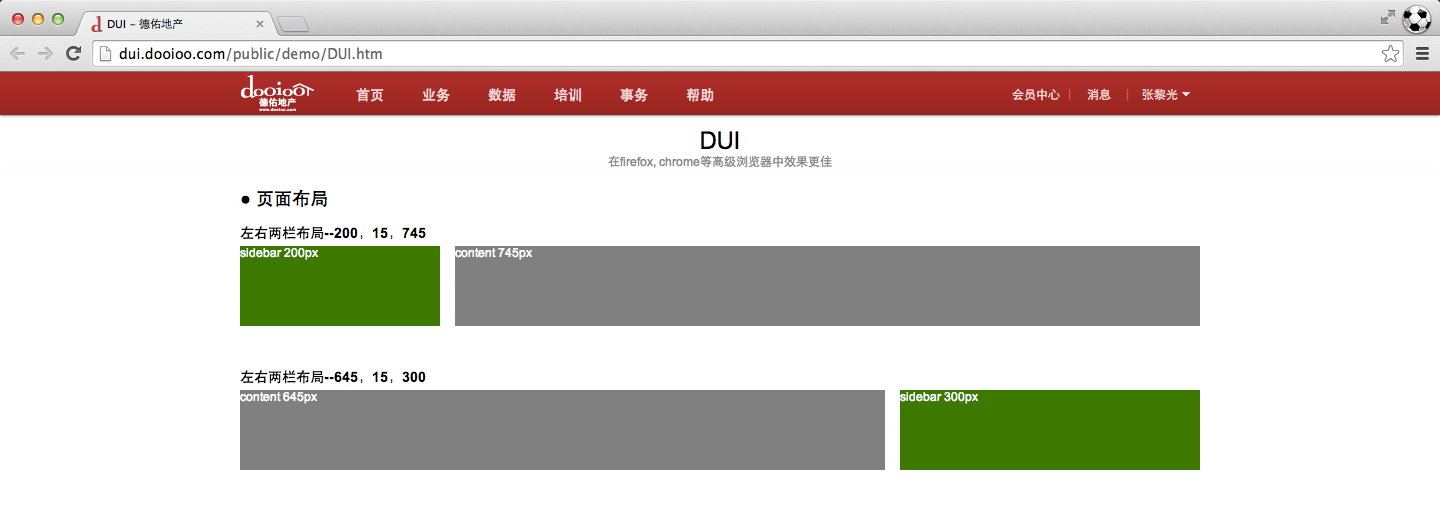 DUI - 德佑地产
dui.dooioo.com/public/demo/DUI.htm
dooioo
德佑地产
www.dooioo.com
首页 业务 数据 培训 事务 帮助 会员中心 | 消息 | 张黎光
DUI
在firefox, chrome等高级浏览器中效果更佳
● 页面布局
左右两栏布局--200，15，745
sidebar 200px content 745px
左右两栏布局--645，15，300
content 645px sidebar 300px